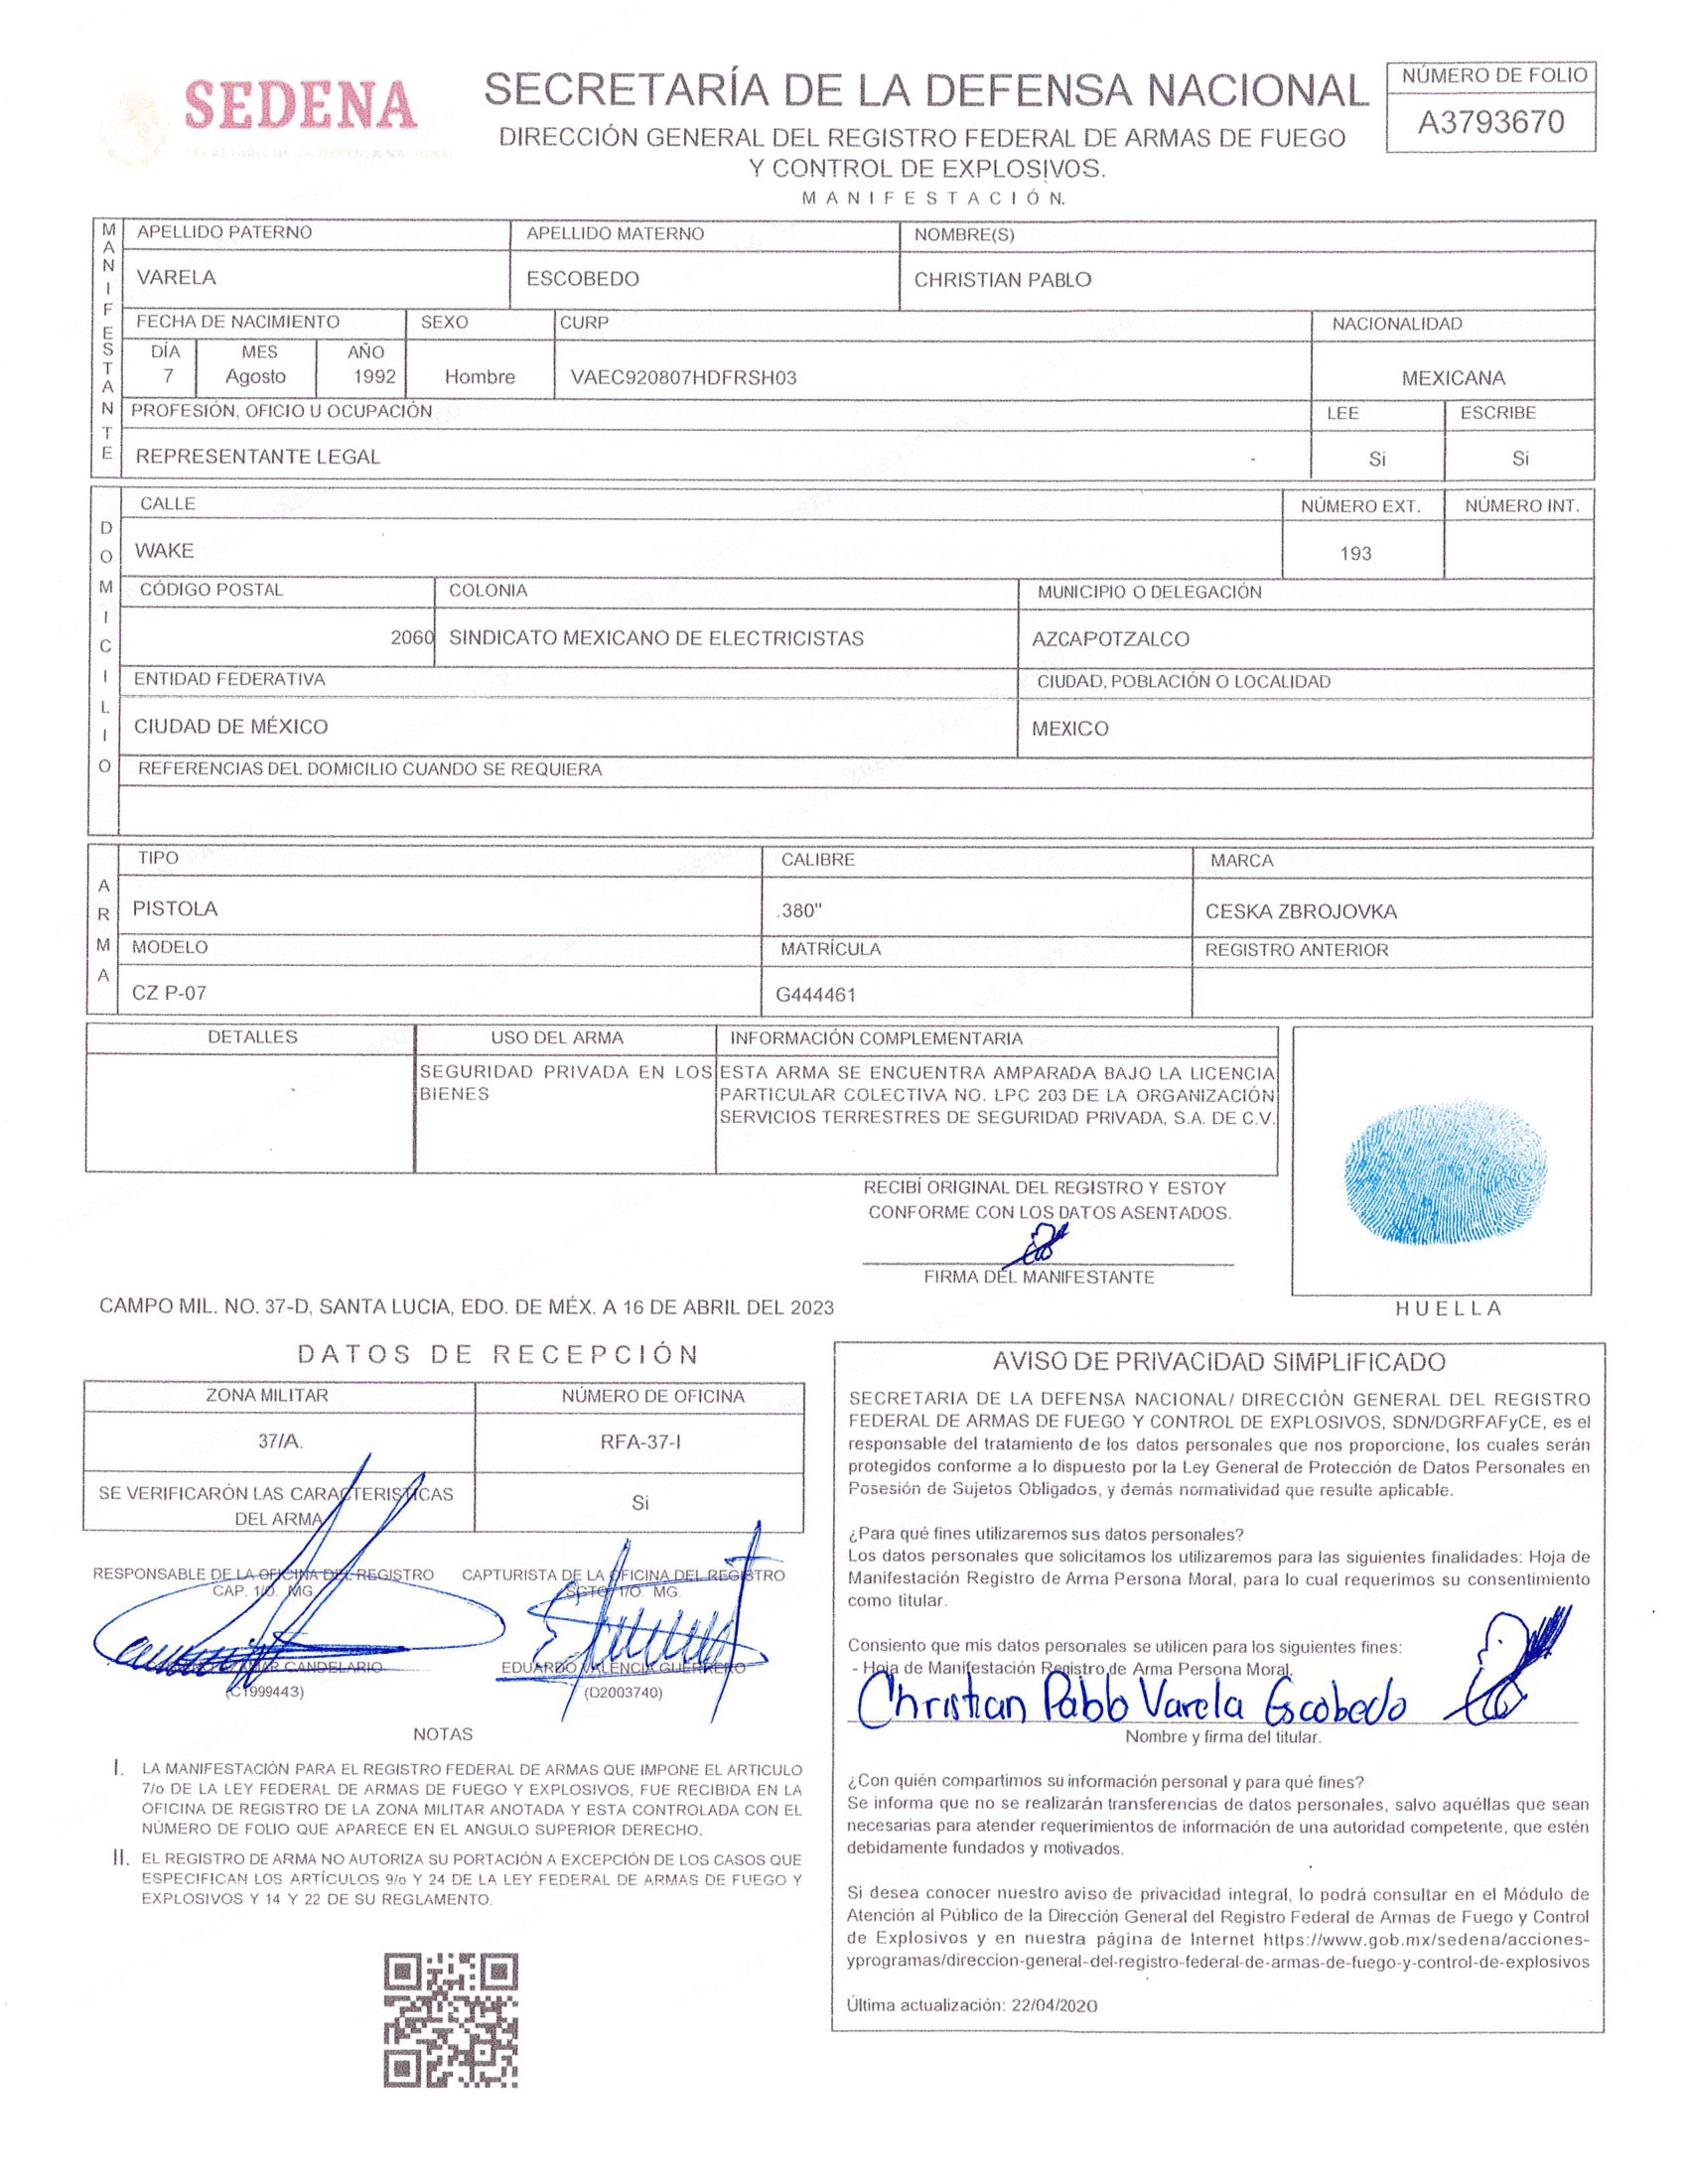 SEDENA
SECRETARÍA DE LA DEFENSA NACIONAL
SECRETARÍA DE LA DEFENSA NACIONAL
DIRECCIÓN GENERAL DEL REGISTRO FEDERAL DE ARMAS DE FUEGO
Y CONTROL DE EXPLOSIVOS.
MANIFESTACIÓN.
NÚMERO DE FOLIO
A3793670
MANIFESTANTE
APELLIDO PATERNO APELLIDO MATERNO NOMBRE(S)
VARELA ESCOBEDO CHRISTIAN PABLO
FECHA DE NACIMIENTO SEXO CURP NACIONALIDAD
DÍA MES AÑO
7 Agosto 1992 Hombre VAEC920807HDFRSH03 MEXICANA
PROFESIÓN, OFICIO U OCUPACIÓN LEE ESCRIBE
REPRESENTANTE LEGAL - Si Si
DOMICILIO
CALLE NÚMERO EXT. NÚMERO INT.
WAKE 193
CÓDIGO POSTAL COLONIA MUNICIPIO O DELEGACIÓN
2060 SINDICATO MEXICANO DE ELECTRICISTAS AZCAPOTZALCO
ENTIDAD FEDERATIVA CIUDAD, POBLACIÓN O LOCALIDAD
CIUDAD DE MÉXICO MEXICO
REFERENCIAS DEL DOMICILIO CUANDO SE REQUIERA
ARMA
TIPO CALIBRE MARCA
PISTOLA .380" CESKA ZBROJOVKA
MODELO MATRÍCULA REGISTRO ANTERIOR
CZ P-07 G444461
DETALLES USO DEL ARMA INFORMACIÓN COMPLEMENTARIA
SEGURIDAD PRIVADA EN LOS BIENES
ESTA ARMA SE ENCUENTRA AMPARADA BAJO LA LICENCIA
PARTICULAR COLECTIVA NO. LPC 203 DE LA ORGANIZACIÓN
SERVICIOS TERRESTRES DE SEGURIDAD PRIVADA, S.A. DE C.V.
RECIBÍ ORIGINAL DEL REGISTRO Y ESTOY
CONFORME CON LOS DATOS ASENTADOS.
FIRMA DEL MANIFESTANTE
HUELLA
CAMPO MIL. NO. 37-D, SANTA LUCIA, EDO. DE MÉX. A 16 DE ABRIL DEL 2023
DATOS DE RECEPCIÓN
ZONA MILITAR NÚMERO DE OFICINA
37/A. RFA-37-I
SE VERIFICARÓN LAS CARACTERISTICAS
DEL ARMA
Si
RESPONSABLE DE LA OFICINA DEL REGISTRO
CAP. 1/O. MG.
CANDELARIO
(C1999443)
CAPTURISTA DE LA OFICINA DEL REGISTRO
SGTO. 1/O. MG.
EDUARDO VALENCIA GUERRERO
(D2003740)
NOTAS
I. LA MANIFESTACIÓN PARA EL REGISTRO FEDERAL DE ARMAS QUE IMPONE EL ARTICULO
7/o DE LA LEY FEDERAL DE ARMAS DE FUEGO Y EXPLOSIVOS, FUE RECIBIDA EN LA
OFICINA DE REGISTRO DE LA ZONA MILITAR ANOTADA Y ESTA CONTROLADA CON EL
NÚMERO DE FOLIO QUE APARECE EN EL ANGULO SUPERIOR DERECHO.
II. EL REGISTRO DE ARMA NO AUTORIZA SU PORTACIÓN A EXCEPCIÓN DE LOS CASOS QUE
ESPECIFICAN LOS ARTÍCULOS 9/o Y 24 DE LA LEY FEDERAL DE ARMAS DE FUEGO Y
EXPLOSIVOS Y 14 Y 22 DE SU REGLAMENTO.
AVISO DE PRIVACIDAD SIMPLIFICADO
SECRETARIA DE LA DEFENSA NACIONAL/ DIRECCIÓN GENERAL DEL REGISTRO
FEDERAL DE ARMAS DE FUEGO Y CONTROL DE EXPLOSIVOS, SDN/DGRFAFyCE, es el
responsable del tratamiento de los datos personales que nos proporcione, los cuales serán
protegidos conforme a lo dispuesto por la Ley General de Protección de Datos Personales en
Posesión de Sujetos Obligados, y demás normatividad que resulte aplicable.
¿Para qué fines utilizaremos sus datos personales?
Los datos personales que solicitamos los utilizaremos para las siguientes finalidades: Hoja de
Manifestación Registro de Arma Persona Moral, para lo cual requerimos su consentimiento
como titular.
Consiento que mis datos personales se utilicen para los siguientes fines:
- Hoja de Manifestación Registro de Arma Persona Moral.
Christian Pablo Varela Escobedo
Nombre y firma del titular.
¿Con quién compartimos su información personal y para qué fines?
Se informa que no se realizarán transferencias de datos personales, salvo aquéllas que sean
necesarias para atender requerimientos de información de una autoridad competente, que estén
debidamente fundados y motivados.
Si desea conocer nuestro aviso de privacidad integral, lo podrá consultar en el Módulo de
Atención al Público de la Dirección General del Registro Federal de Armas de Fuego y Control
de Explosivos y en nuestra página de Internet https://www.gob.mx/sedena/acciones-
yprogramas/direccion-general-del-registro-federal-de-armas-de-fuego-y-control-de-explosivos
Última actualización: 22/04/2020